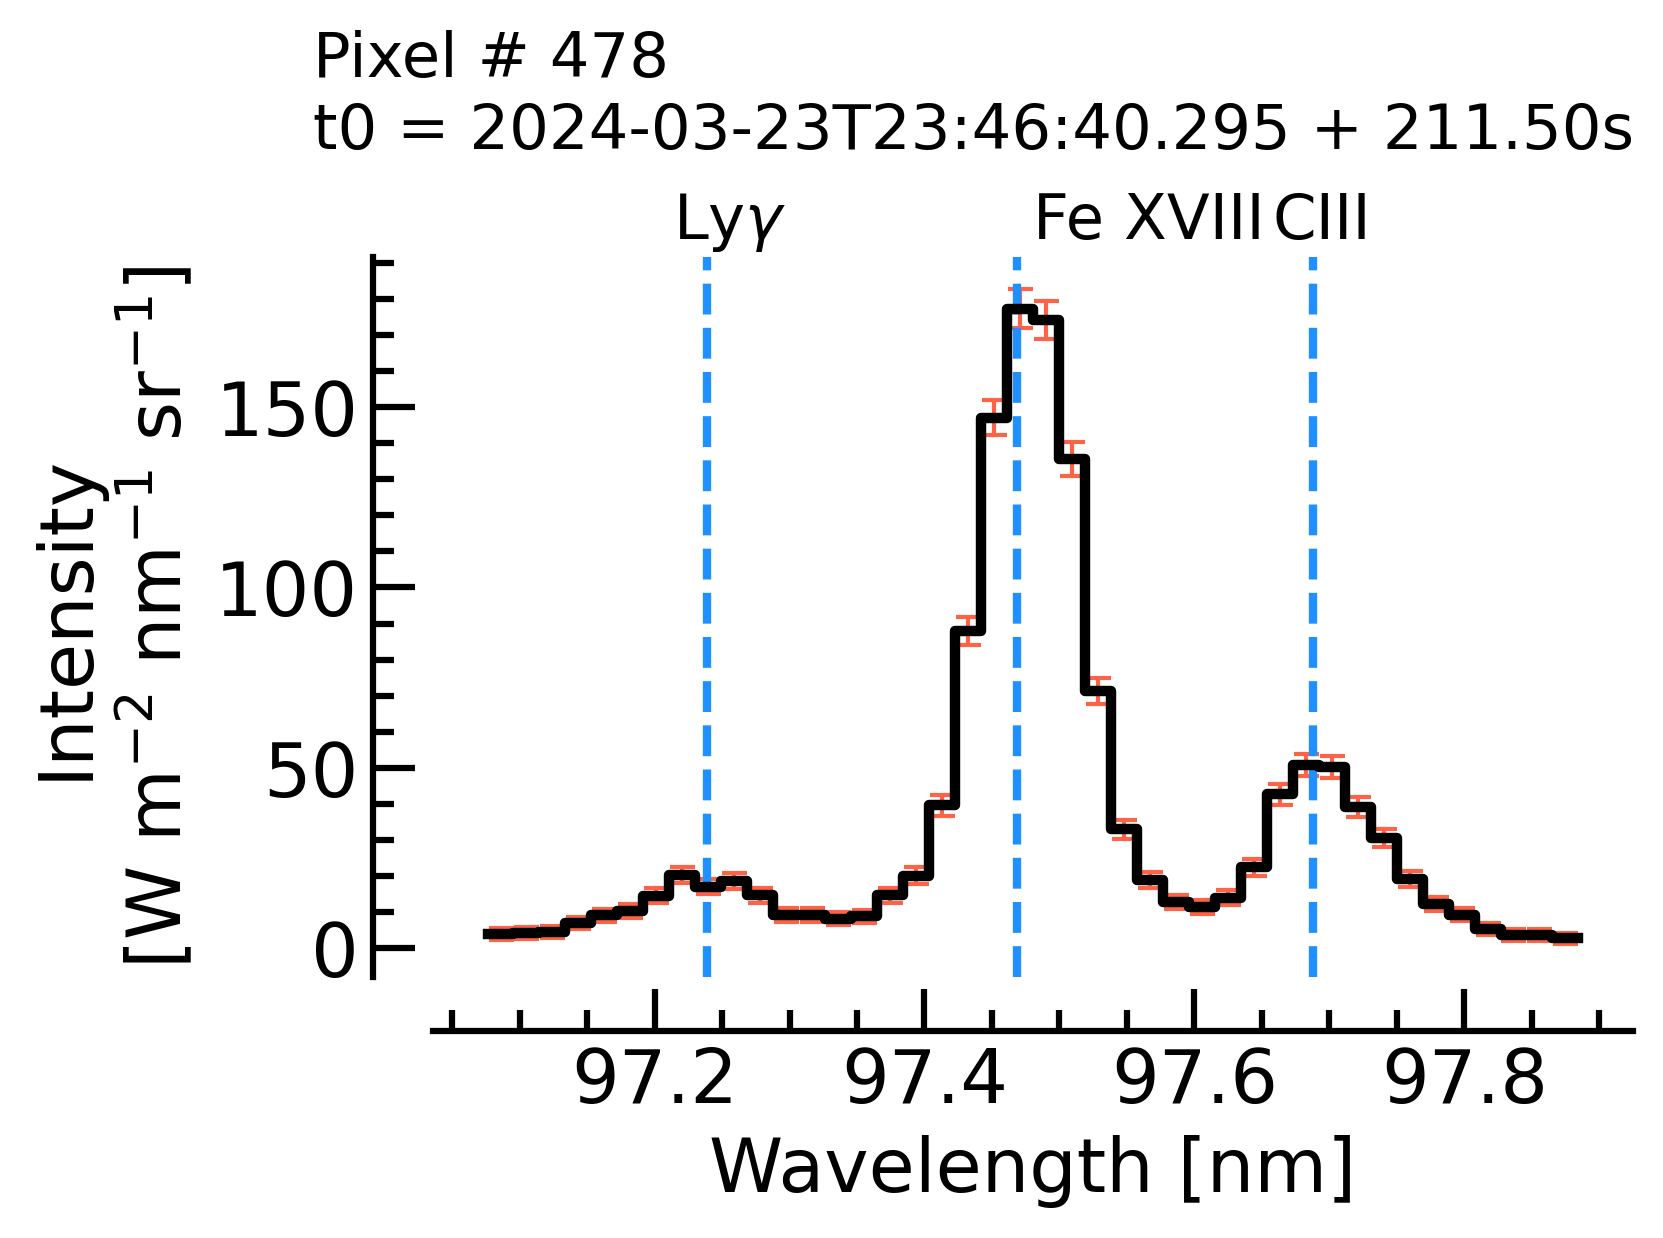 Pixel # 478
t0 = 2024-03-23T23:46:40.295 + 211.50s
Lyγ Fe XVIII CIII
Intensity
[W m⁻² nm⁻¹ sr⁻¹]
150
100
50
0
97.2 97.4 97.6 97.8
Wavelength [nm]